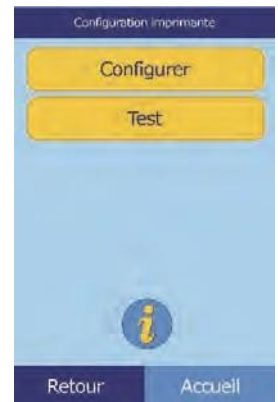 Configuration imprimante
Configurer
Test
i
Retour Accueil